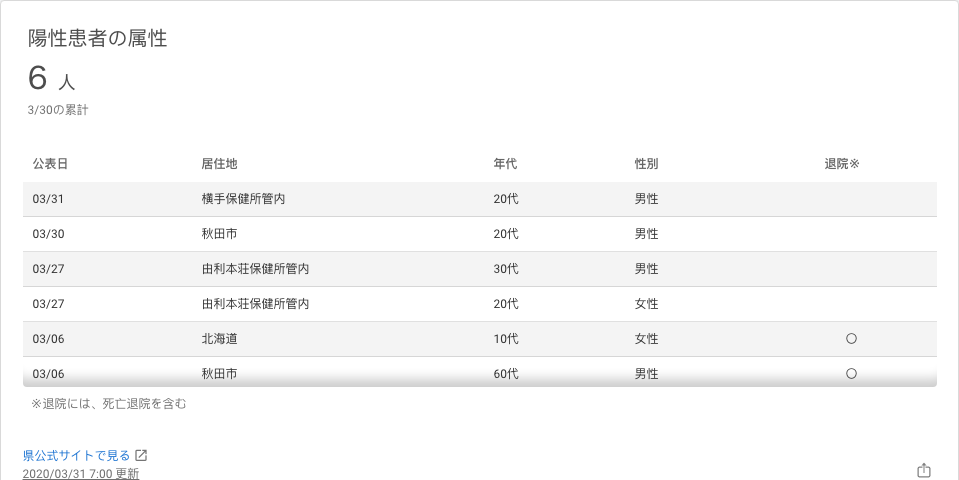 陽性患者の属性
6 人
3/30の累計
公表日 居住地 年代 性別 退院※
03/31 横手保健所管内 20代 男性
03/30 秋田市 20代 男性
03/27 由利本荘保健所管内 30代 男性
03/27 由利本荘保健所管内 20代 女性
03/06 北海道 10代 女性 〇
03/06 秋田市 60代 男性 〇
※退院には、死亡退院を含む
県公式サイトで見る
2020/03/31 7:00 更新